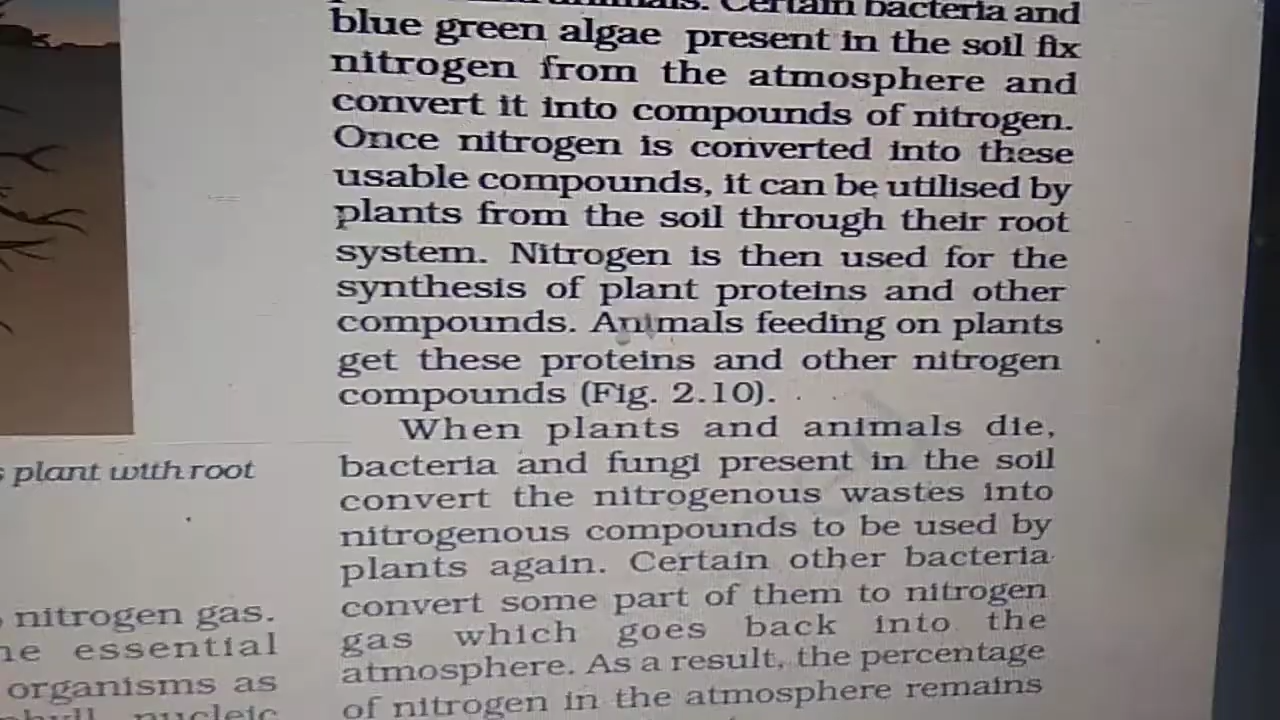 plant with root
nitrogen gas.
essential
organisms as
nucleic
Certain bacteria and
blue green algae present in the soil fix
nitrogen from the atmosphere and
convert it into compounds of nitrogen.
Once nitrogen is converted into these
usable compounds, it can be utilised by
plants from the soil through their root
system. Nitrogen is then used for the
synthesis of plant proteins and other
compounds. Animals feeding on plants
get these proteins and other nitrogen
compounds (Fig. 2.10).
When plants and animals die,
bacteria and fungi present in the soil
convert the nitrogenous wastes into
nitrogenous compounds to be used by
plants again. Certain other bacteria
convert some part of them to nitrogen
gas which goes back into the
atmosphere. As a result, the percentage
of nitrogen in the atmosphere remains